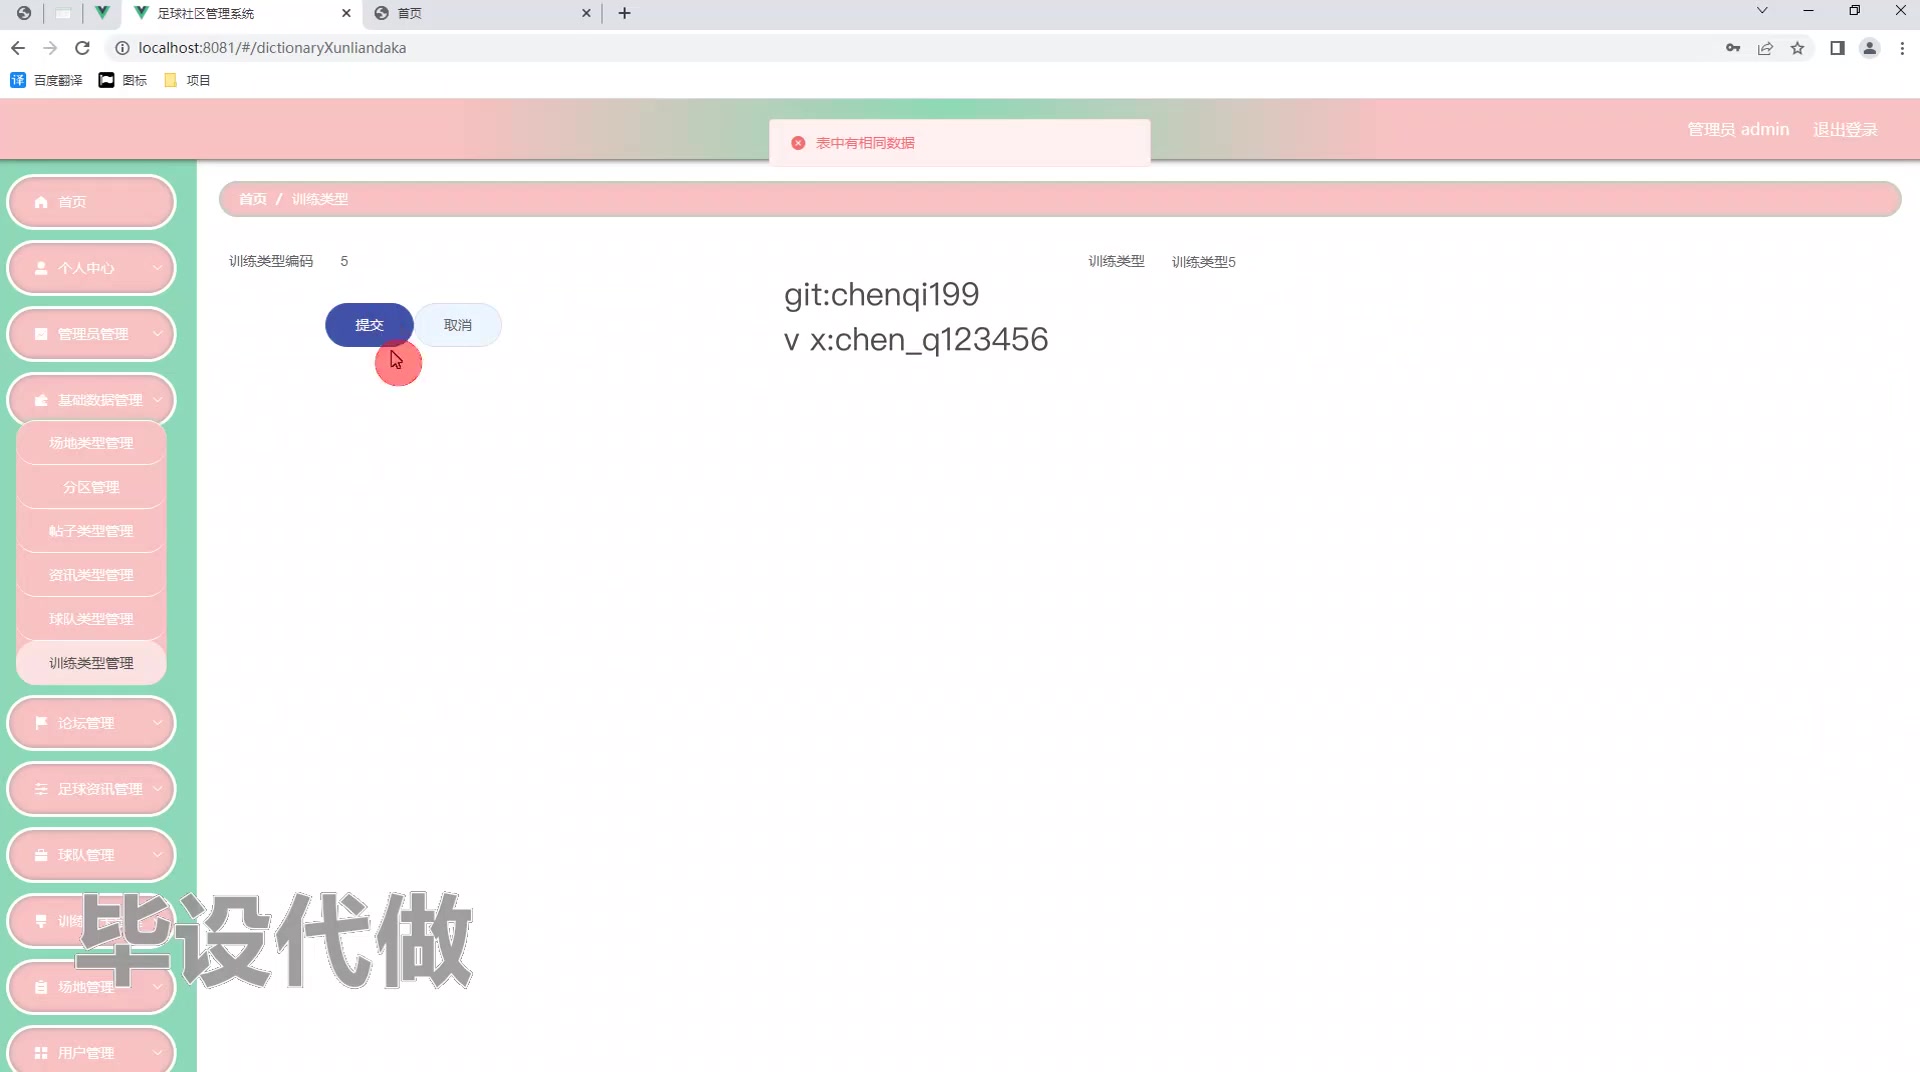 足球社区管理系统
首页
localhost:8081/#/dictionaryXunliandaka
百度翻译
图标
项目
管理员 admin
退出登录
表中有相同数据
首页 / 训练类型
首页
个人中心
管理员管理
基础数据管理
场地类型管理
分区管理
帖子类型管理
资讯类型管理
球队类型管理
训练类型管理
论坛管理
足球资讯管理
球队管理
场地管理
用户管理
训练类型编码 5
训练类型 训练类型5
提交
取消
git:chenqi199
v x:chen_q123456
毕设代做